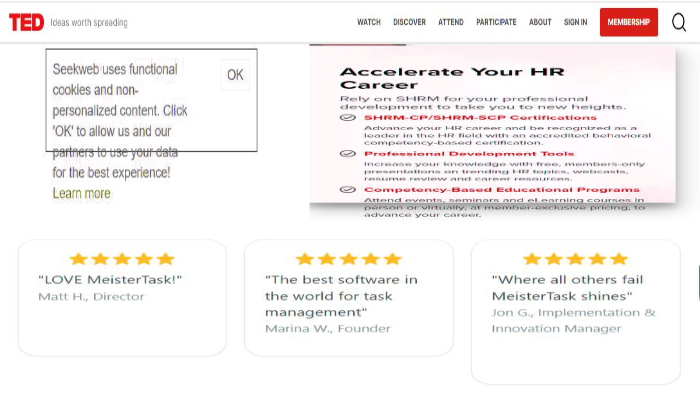 TED Ideas worth spreading WATCH DISCOVER ATTEND PARTICIPATE ABOUT SIGN IN MEMBERSHIP
Seekweb uses functional
cookies and non-
personalized content. Click
'OK' to allow us and our
partners to use your data
for the best experience!
Learn more
OK
Accelerate Your HR
Career
Rely on SHRM for your professional
development to take you to new heights.
SHRM-CP/SHRM-SCP Certifications
Advance your HR career and be recognized as a
leader in the HR field with an accredited behavioral
competency-based certification.
Professional Development Tools
Increase your knowledge with free, members-only
presentations on trending HR topics, webcasts,
resume review and career resources.
Competency-Based Educational Programs
Attend events, seminars and eLearning courses in
person or virtually, at member-exclusive pricing, to
advance your career.
"LOVE MeisterTask!"
Matt H., Director
"The best software in
the world for task
management"
Marina W., Founder
"Where all others fail
MeisterTask shines"
Jon G., Implementation &
Innovation Manager